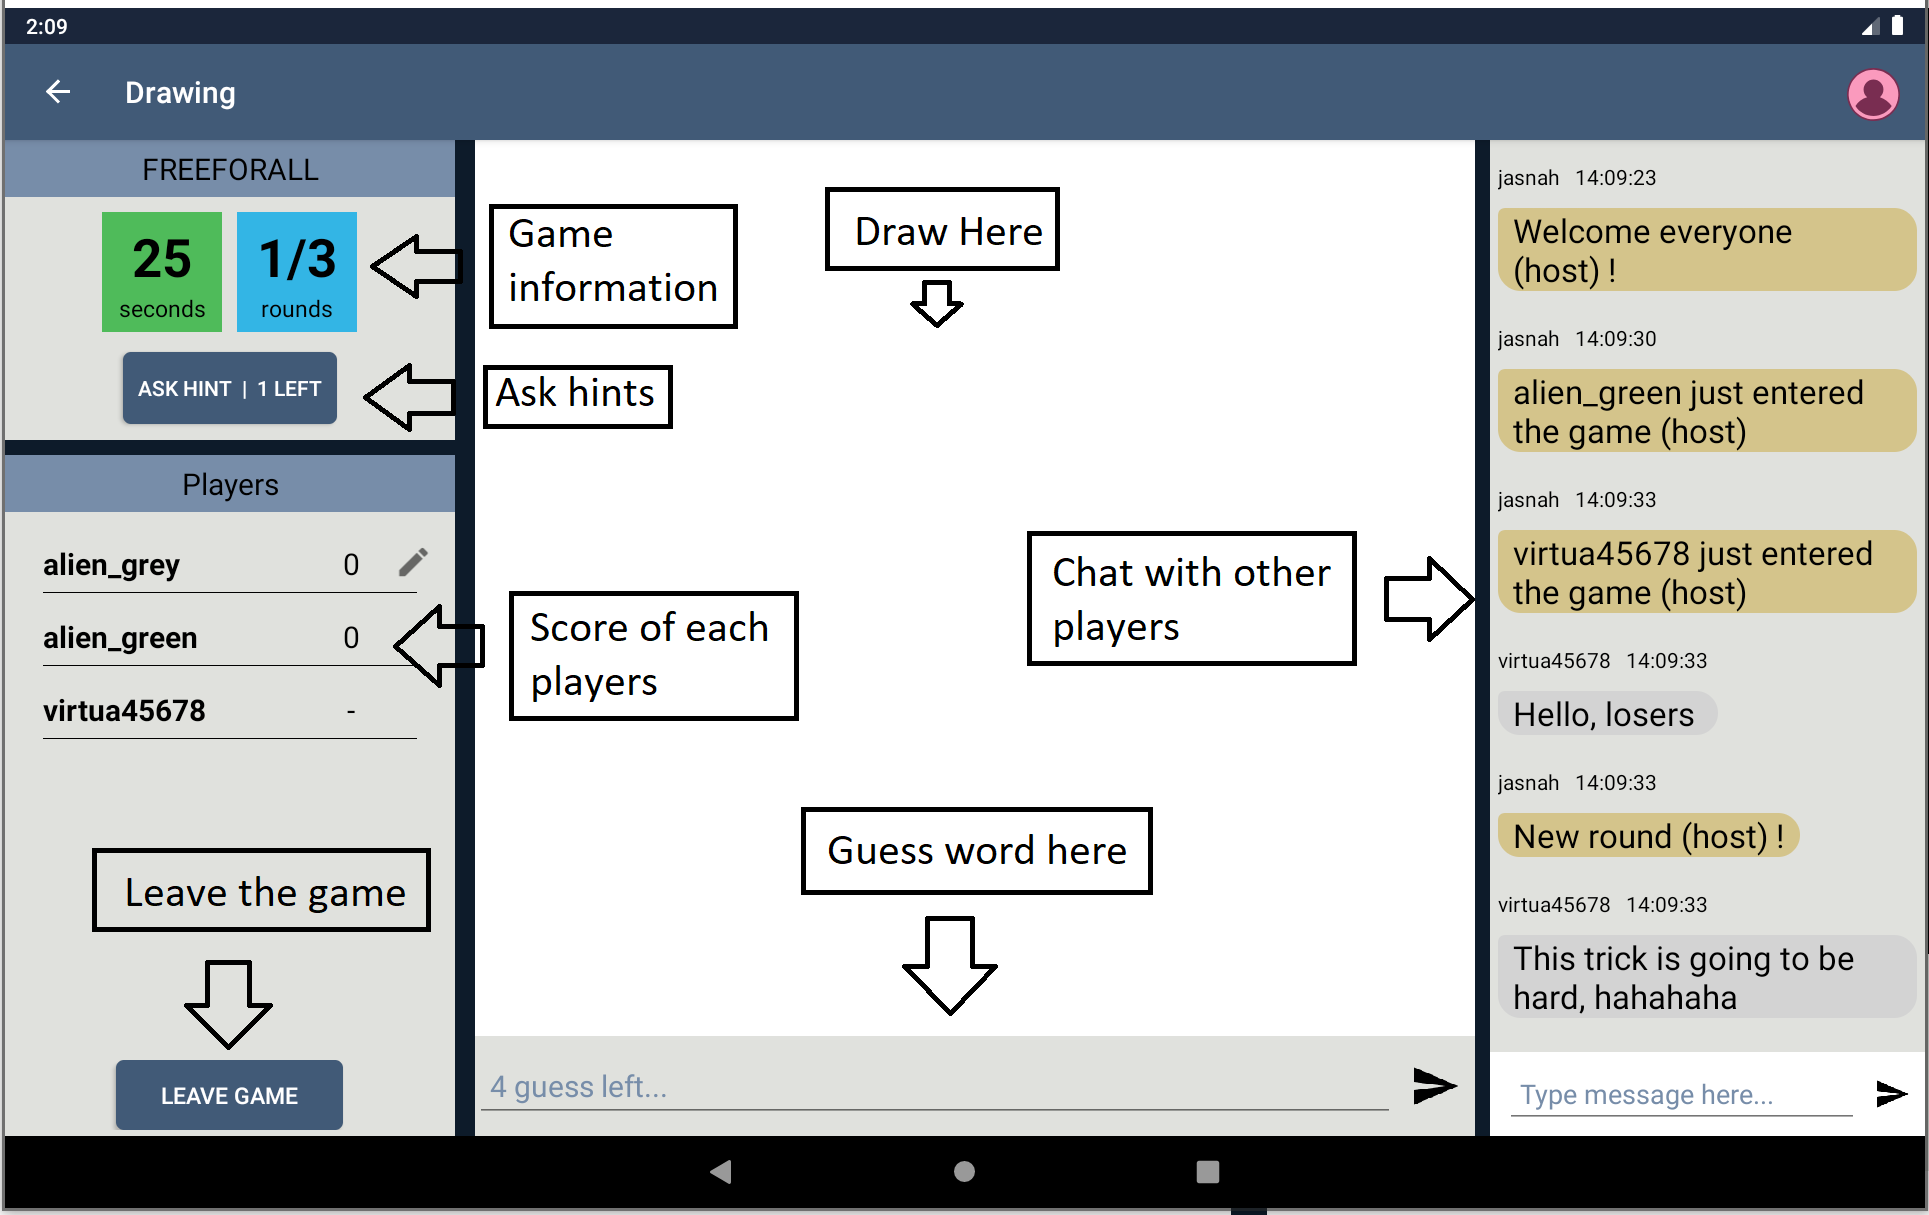 2:09
Drawing
FREEFORALL
25
seconds
1/3
rounds
ASK HINT | 1 LEFT
Players
alien_grey 0
alien_green 0
virtua45678 -
Leave the game
LEAVE GAME
Game
information
Draw Here
Ask hints
Score of each
players
Chat with other
players
Guess word here
4 guess left...
jasnah 14:09:23
Welcome everyone
(host) !
jasnah 14:09:30
alien_green just entered
the game (host)
jasnah 14:09:33
virtua45678 just entered
the game (host)
virtua45678 14:09:33
Hello, losers
jasnah 14:09:33
New round (host) !
virtua45678 14:09:33
This trick is going to be
hard, hahahaha
Type message here...